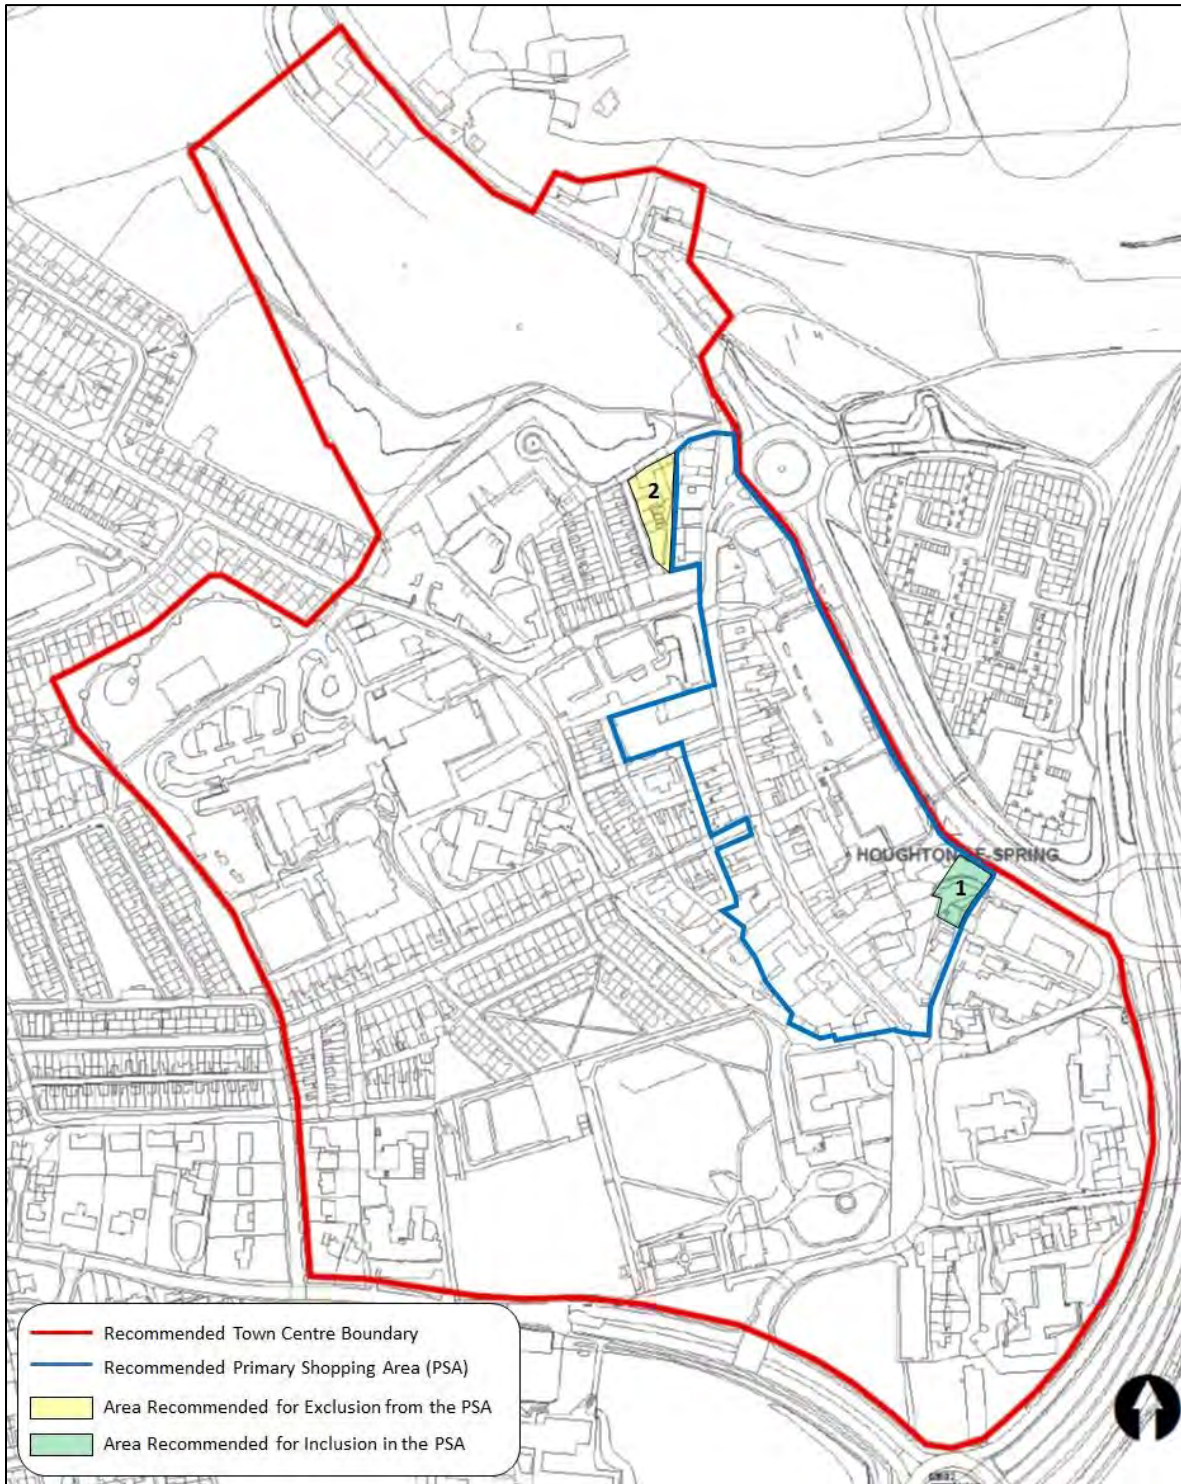 2
HOUGHTON-LE-SPRING
1
Recommended Town Centre Boundary
Recommended Primary Shopping Area (PSA)
Area Recommended for Exclusion from the PSA
Area Recommended for Inclusion in the PSA